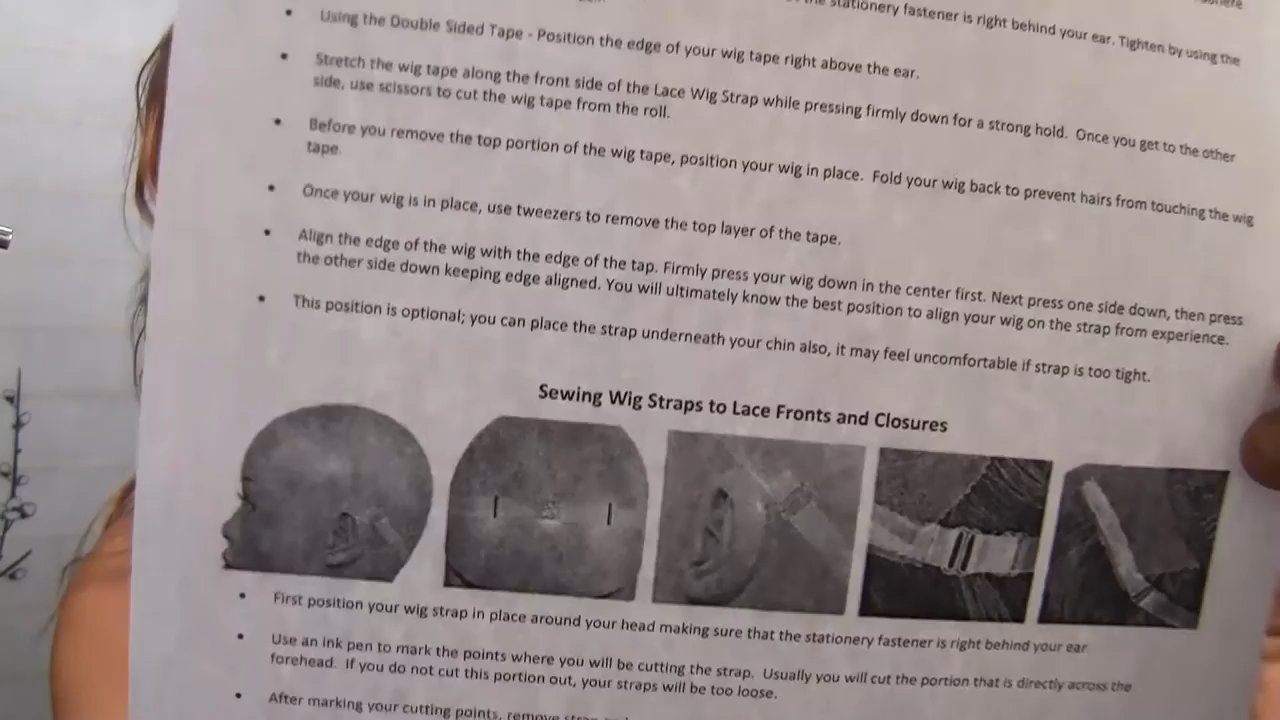 the stationery fastener is right behind your ear. Tighten by using the
• Using the Double Sided Tape - Position the edge of your wig tape right above the ear.
• Stretch the wig tape along the front side of the Lace Wig Strap while pressing firmly down for a strong hold. Once you get to the other
side, use scissors to cut the wig tape from the roll.
• Before you remove the top portion of the wig tape, position your wig in place. Fold your wig back to prevent hairs from touching the wig
tape.
• Once your wig is in place, use tweezers to remove the top layer of the tape.
• Align the edge of the wig with the edge of the tap. Firmly press your wig down in the center first. Next press one side down, then press
the other side down keeping edge aligned. You will ultimately know the best position to align your wig on the strap from experience.
• This position is optional; you can place the strap underneath your chin also, it may feel uncomfortable if strap is too tight.
Sewing Wig Straps to Lace Fronts and Closures
• First position your wig strap in place around your head making sure that the stationery fastener is right behind your ear
• Use an ink pen to mark the points where you will be cutting the strap. Usually you will cut the portion that is directly across the
forehead. If you do not cut this portion out, your straps will be too loose.
• After marking your cutting points, remove